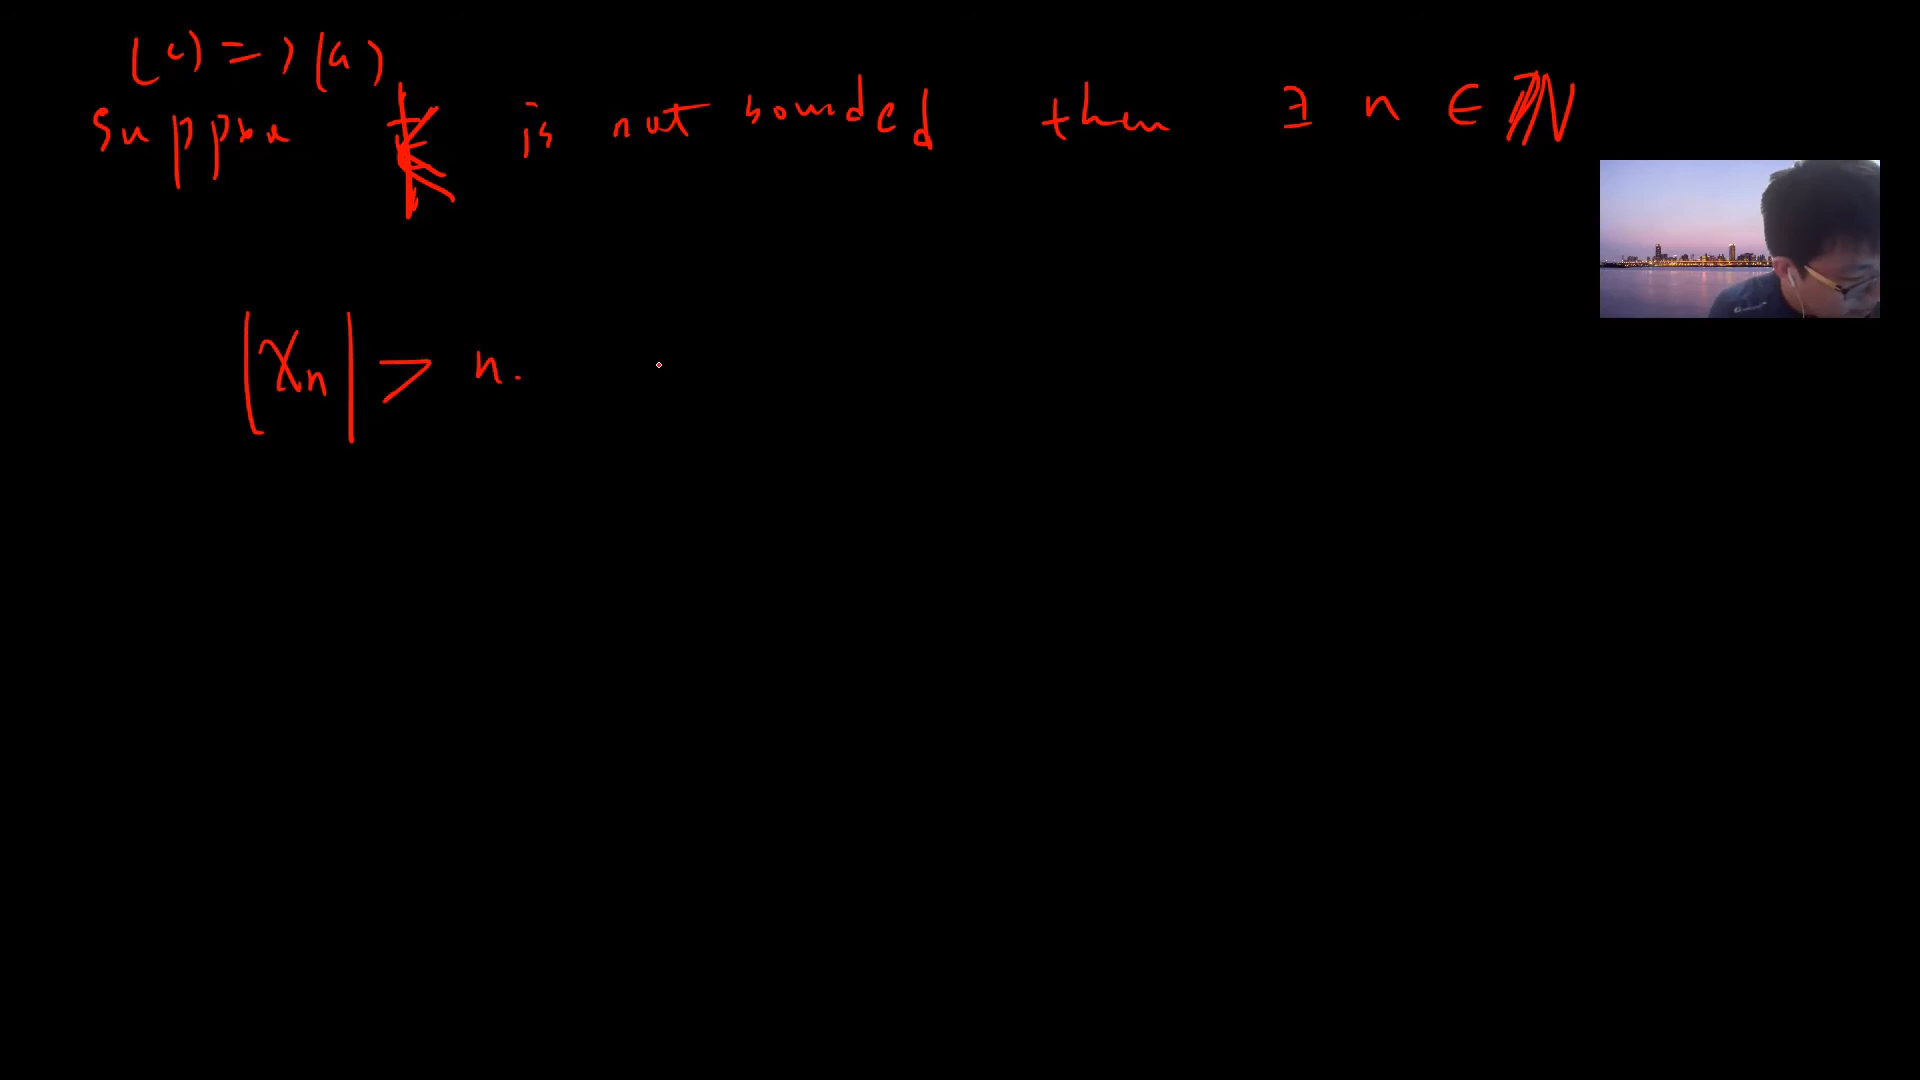 (c) => (a)
Suppose K is not bounded then ∃ n ∈ ℕ
|xₙ| > n.